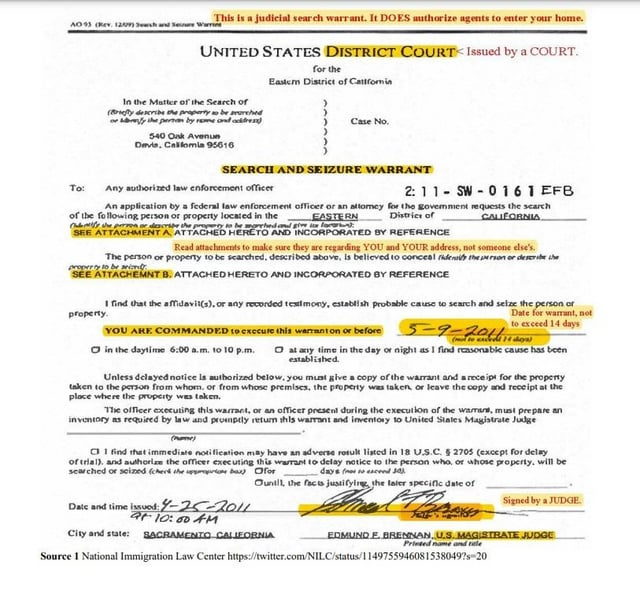 This is a judicial search warrant. It DOES authorize agents to enter your home.
AO 93 (Rev. 12/09) Search and Seizure Warrant
UNITED STATES DISTRICT COURT < Issued by a COURT.
for the
Eastern District of California
In the Matter of the Search of
(Briefly describe the property to be searched
or identify the person by name and address)
Case No.
540 Oak Avenue
Davis, California 95616
)
)
)
)
)
)
SEARCH AND SEIZURE WARRANT
To: Any authorized law enforcement officer
2:11-SW-0161 EFB
An application by a federal law enforcement officer or an attorney for the government requests the search
of the following person or property located in the EASTERN District of CALIFORNIA
(identify the person or describe the property to be searched and give its location):
SEE ATTACHMENT A, ATTACHED HERETO AND INCORPORATED BY REFERENCE
Read attachments to make sure they are regarding YOU and YOUR address, not someone else's.
The person or property to be searched, described above, is believed to conceal (identify the person or describe the
property to be seized):
SEE ATTACHEMNT B, ATTACHED HERETO AND INCORPORATED BY REFERENCE
I find that the affidavit(s), or any recorded testimony, establish probable cause to search and seize the person or
property.
Date for warrant, not
to exceed 14 days
YOU ARE COMMANDED to execute this warrant on or before 5-9-2011
(not to exceed 14 days)
☐ in the daytime 6:00 a.m. to 10 p.m. ☐ at any time in the day or night as I find reasonable cause has been
established.
Unless delayed notice is authorized below, you must give a copy of the warrant and a receipt for the property
taken to the person from whom, or from whose premises, the property was taken, or leave the copy and receipt at the
place where the property was taken.
The officer executing this warrant, or an officer present during the execution of the warrant, must prepare an
inventory as required by law and promptly return this warrant and inventory to United States Magistrate Judge
(name)
☐ I find that immediate notification may have an adverse result listed in 18 U.S.C. § 2705 (except for delay
of trial), and authorize the officer executing this warrant to delay notice to the person who, or whose property, will be
searched or seized (check the appropriate box) ☐for days (not to exceed 30).
☐until, the facts justifying, the later specific date of
Signed by a JUDGE.
Date and time issued: 4-25-2011
at 10:00 AM
Judge's signature
City and state: SACRAMENTO CALIFORNIA EDMUND F. BRENNAN, U.S. MAGISTRATE JUDGE
Printed name and title
Source 1 National Immigration Law Center https://twitter.com/NILC/status/1149755946081538049?s=20